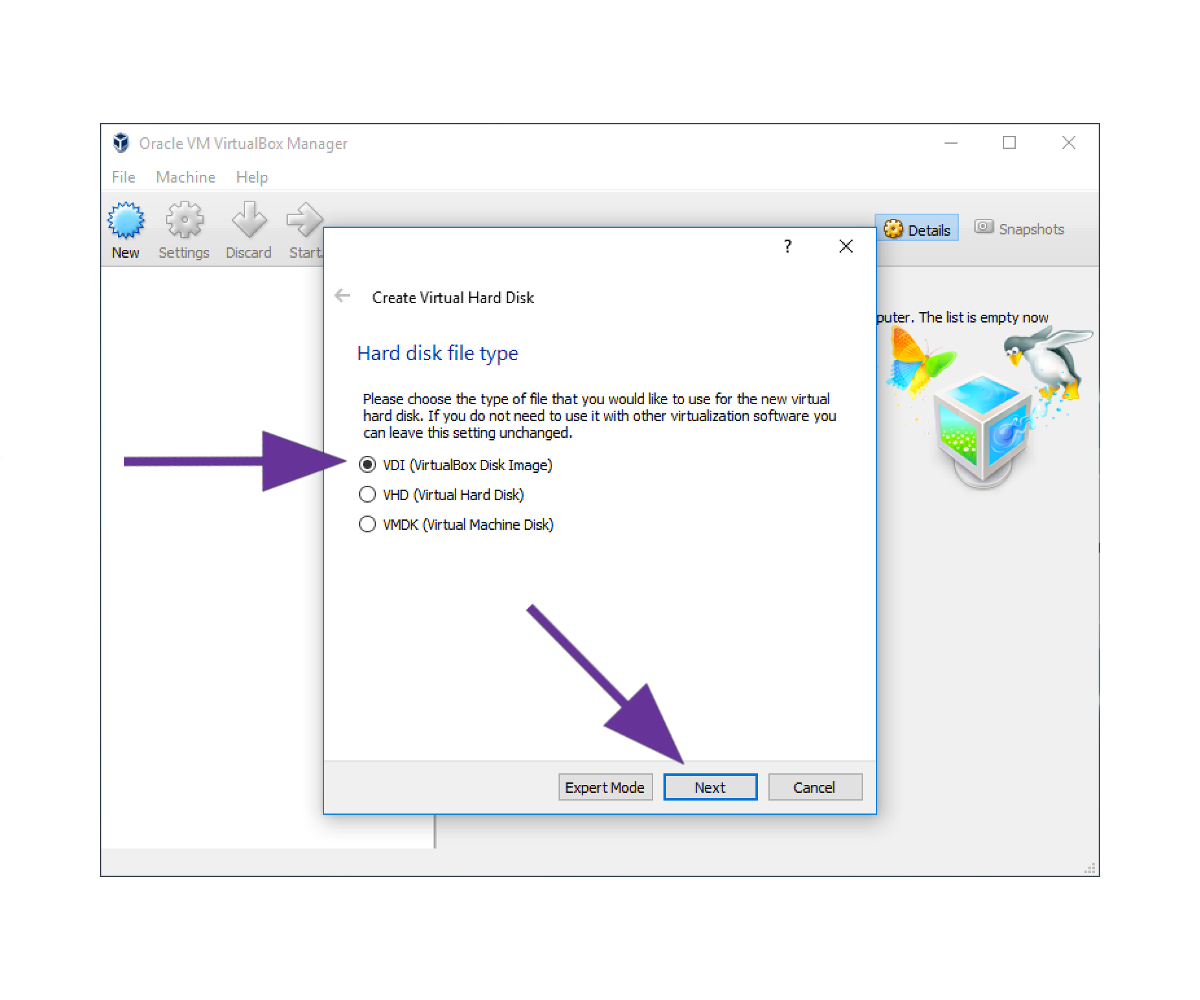 Oracle VM VirtualBox Manager
File Machine Help
New Settings Discard Start
Details Snapshots
?
Create Virtual Hard Disk
puter. The list is empty now
Hard disk file type
Please choose the type of file that you would like to use for the new virtual
hard disk. If you do not need to use it with other virtualization software you
can leave this setting unchanged.
VDI (VirtualBox Disk Image)
VHD (Virtual Hard Disk)
VMDK (Virtual Machine Disk)
Expert Mode Next Cancel